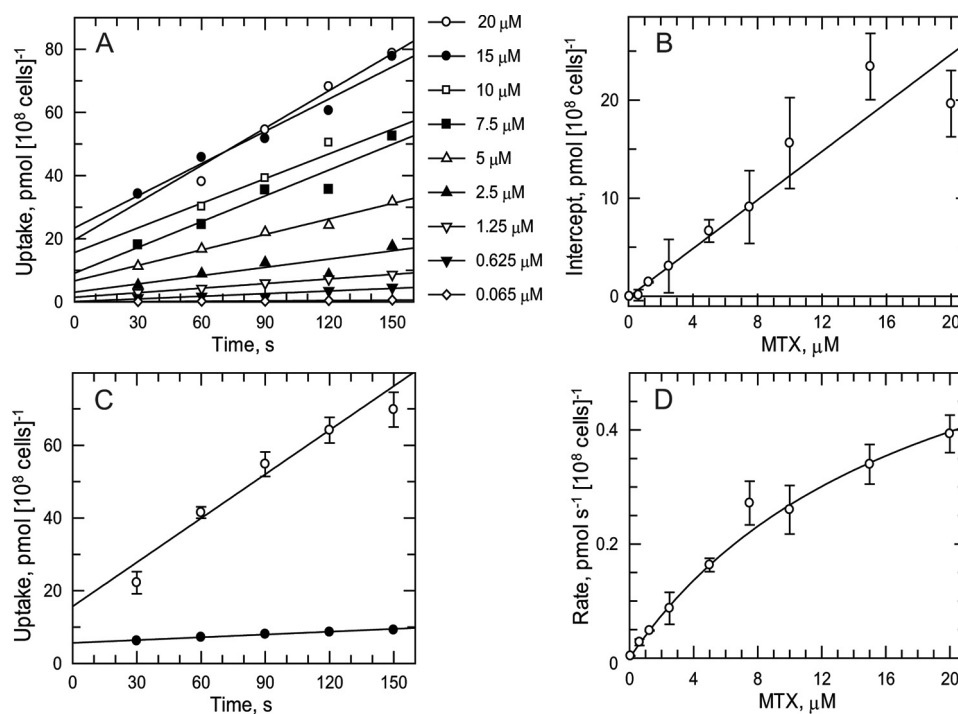 A
Uptake, pmol [10⁸ cells]⁻¹
80
60
40
20
0
0 30 60 90 120 150
Time, s
20 μM
15 μM
10 μM
7.5 μM
5 μM
2.5 μM
1.25 μM
0.625 μM
0.065 μM
B
Intercept, pmol [10⁸ cells]⁻¹
20
10
0
0 4 8 12 16 20
MTX, μM
C
Uptake, pmol [10⁸ cells]⁻¹
60
40
20
0
0 30 60 90 120 150
Time, s
D
Rate, pmol s⁻¹ [10⁸ cells]⁻¹
0.4
0.2
0
0 4 8 12 16 20
MTX, μM